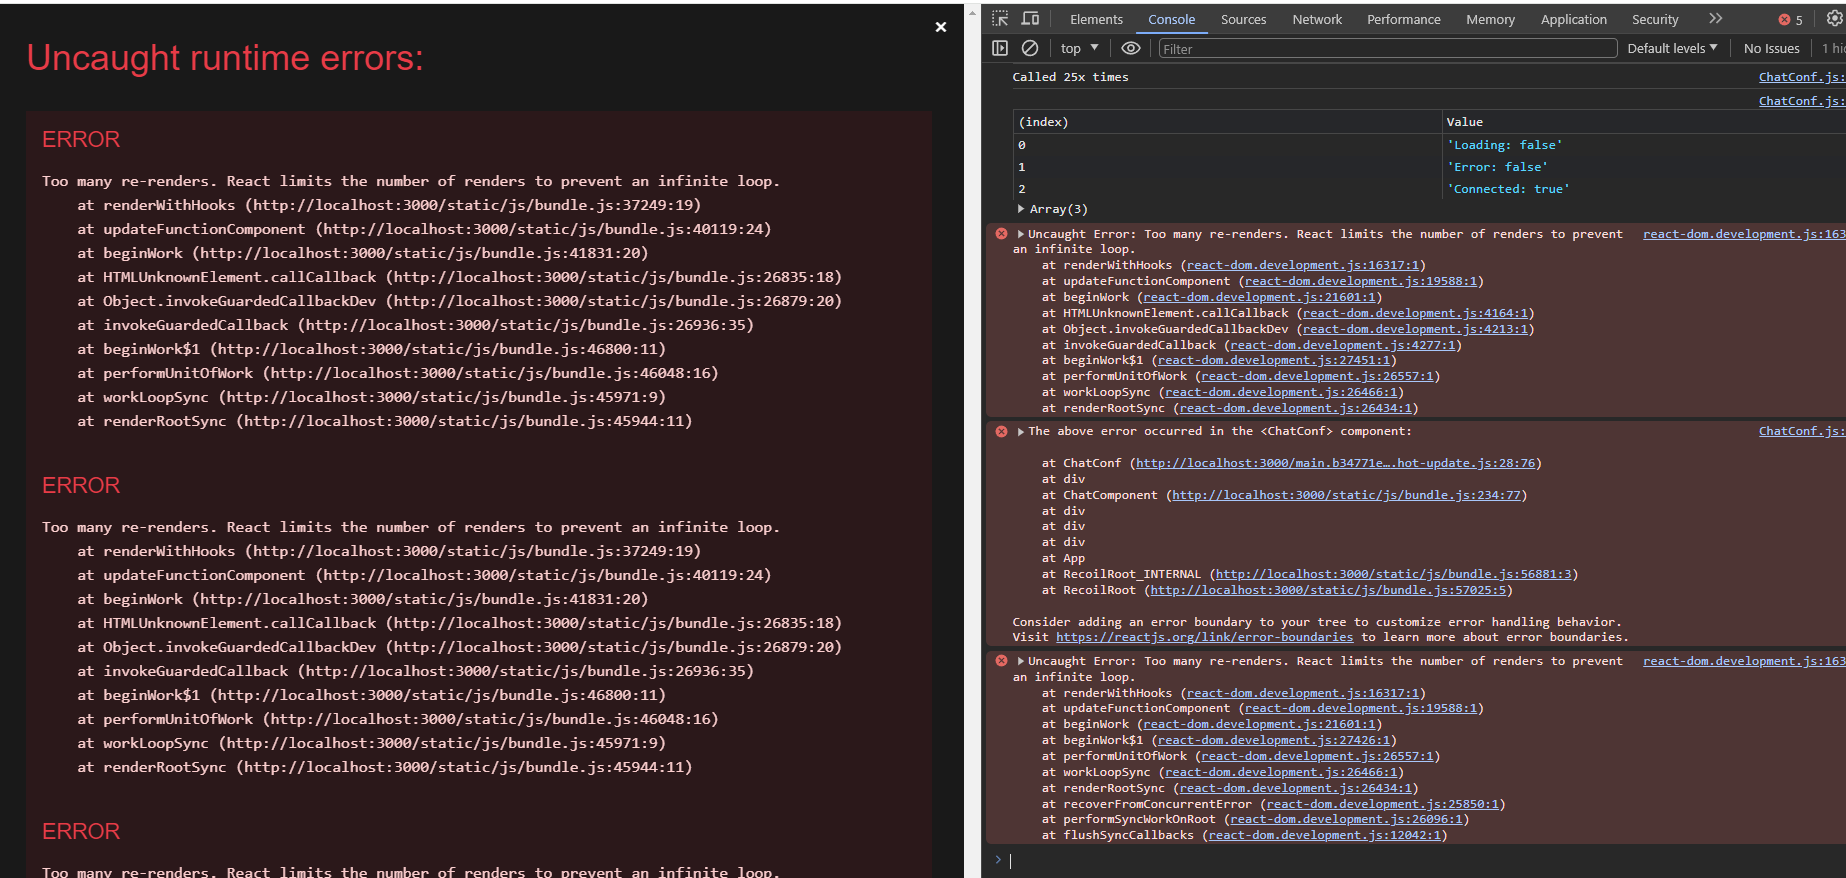 Uncaught runtime errors:
×
ERROR
Too many re-renders. React limits the number of renders to prevent an infinite loop.
at renderWithHooks (http://localhost:3000/static/js/bundle.js:37249:19)
at updateFunctionComponent (http://localhost:3000/static/js/bundle.js:40119:24)
at beginWork (http://localhost:3000/static/js/bundle.js:41831:20)
at HTMLUnknownElement.callCallback (http://localhost:3000/static/js/bundle.js:26835:18)
at Object.invokeGuardedCallbackDev (http://localhost:3000/static/js/bundle.js:26879:20)
at invokeGuardedCallback (http://localhost:3000/static/js/bundle.js:26936:35)
at beginWork$1 (http://localhost:3000/static/js/bundle.js:46800:11)
at performUnitOfWork (http://localhost:3000/static/js/bundle.js:46048:16)
at workLoopSync (http://localhost:3000/static/js/bundle.js:45971:9)
at renderRootSync (http://localhost:3000/static/js/bundle.js:45944:11)
ERROR
Too many re-renders. React limits the number of renders to prevent an infinite loop.
at renderWithHooks (http://localhost:3000/static/js/bundle.js:37249:19)
at updateFunctionComponent (http://localhost:3000/static/js/bundle.js:40119:24)
at beginWork (http://localhost:3000/static/js/bundle.js:41831:20)
at HTMLUnknownElement.callCallback (http://localhost:3000/static/js/bundle.js:26835:18)
at Object.invokeGuardedCallbackDev (http://localhost:3000/static/js/bundle.js:26879:20)
at invokeGuardedCallback (http://localhost:3000/static/js/bundle.js:26936:35)
at beginWork$1 (http://localhost:3000/static/js/bundle.js:46800:11)
at performUnitOfWork (http://localhost:3000/static/js/bundle.js:46048:16)
at workLoopSync (http://localhost:3000/static/js/bundle.js:45971:9)
at renderRootSync (http://localhost:3000/static/js/bundle.js:45944:11)
ERROR
Too many re-renders. React limits the number of renders to prevent an infinite loop.
Elements Console Sources Network Performance Memory Application Security 5
top Filter Default levels No Issues 1 hi
Called 25x times ChatConf.js:
ChatConf.js:
(index) Value
0 'Loading: false'
1 'Error: false'
2 'Connected: true'
Array(3)
Uncaught Error: Too many re-renders. React limits the number of renders to prevent react-dom.development.js:163
an infinite loop.
at renderWithHooks (react-dom.development.js:16317:1)
at updateFunctionComponent (react-dom.development.js:19588:1)
at beginWork (react-dom.development.js:21601:1)
at HTMLUnknownElement.callCallback (react-dom.development.js:4164:1)
at Object.invokeGuardedCallbackDev (react-dom.development.js:4213:1)
at invokeGuardedCallback (react-dom.development.js:4277:1)
at beginWork$1 (react-dom.development.js:27451:1)
at performUnitOfWork (react-dom.development.js:26557:1)
at workLoopSync (react-dom.development.js:26466:1)
at renderRootSync (react-dom.development.js:26434:1)
The above error occurred in the <ChatConf> component: ChatConf.js:
at ChatConf (http://localhost:3000/main.b34771e….hot-update.js:28:76)
at div
at ChatComponent (http://localhost:3000/static/js/bundle.js:234:77)
at div
at div
at div
at App
at RecoilRoot_INTERNAL (http://localhost:3000/static/js/bundle.js:56881:3)
at RecoilRoot (http://localhost:3000/static/js/bundle.js:57025:5)
Consider adding an error boundary to your tree to customize error handling behavior.
Visit https://reactjs.org/link/error-boundaries to learn more about error boundaries.
Uncaught Error: Too many re-renders. React limits the number of renders to prevent react-dom.development.js:163
an infinite loop.
at renderWithHooks (react-dom.development.js:16317:1)
at updateFunctionComponent (react-dom.development.js:19588:1)
at beginWork (react-dom.development.js:21601:1)
at beginWork$1 (react-dom.development.js:27426:1)
at performUnitOfWork (react-dom.development.js:26557:1)
at workLoopSync (react-dom.development.js:26466:1)
at renderRootSync (react-dom.development.js:26434:1)
at recoverFromConcurrentError (react-dom.development.js:25850:1)
at performSyncWorkOnRoot (react-dom.development.js:26096:1)
at flushSyncCallbacks (react-dom.development.js:12042:1)